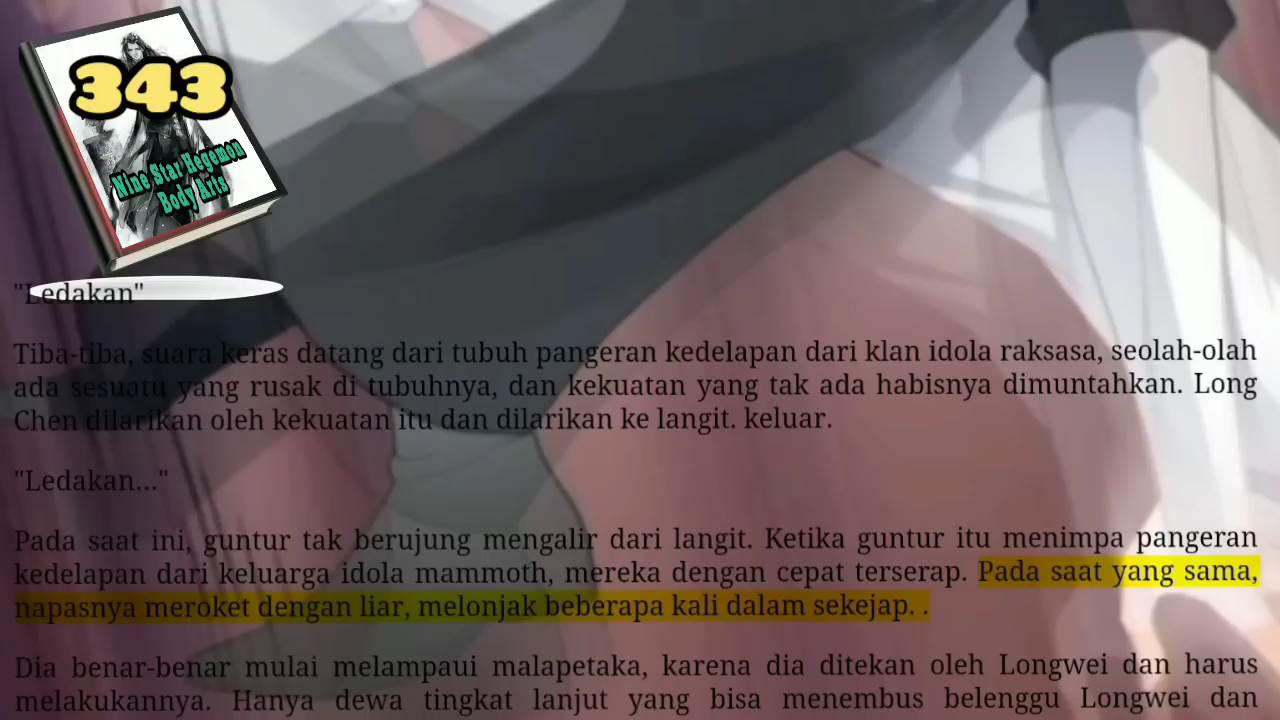 343
Nine Star Hegemon
Body Arts
"Ledakan"
Tiba-tiba, suara keras datang dari tubuh pangeran kedelapan dari klan idola raksasa, seolah-olah
ada sesuatu yang rusak di tubuhnya, dan kekuatan yang tak ada habisnya dimuntahkan. Long
Chen dilarikan oleh kekuatan itu dan dilarikan ke langit. keluar.
"Ledakan..."
Pada saat ini, guntur tak berujung mengalir dari langit. Ketika guntur itu menimpa pangeran
kedelapan dari keluarga idola mammoth, mereka dengan cepat terserap. Pada saat yang sama,
napasnya meroket dengan liar, melonjak beberapa kali dalam sekejap. .
Dia benar-benar mulai melampaui malapetaka, karena dia ditekan oleh Longwei dan harus
melakukannya. Hanya dewa tingkat lanjut yang bisa menembus belenggu Longwei dan